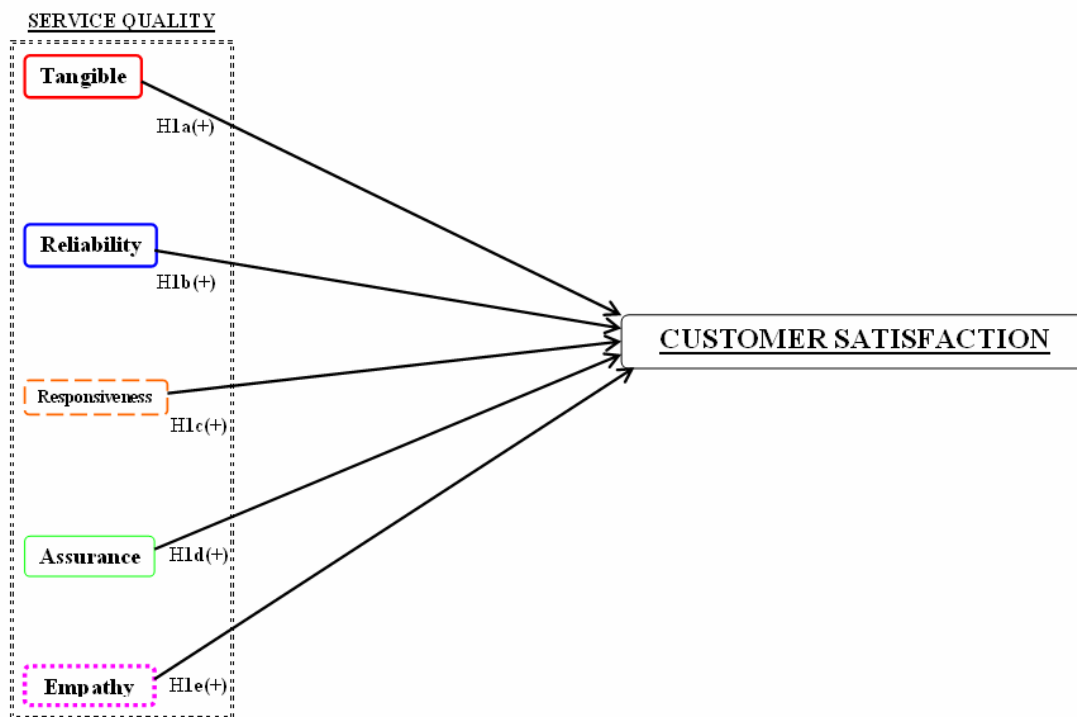 SERVICE QUALITY
Tangible
H1a(+)
Reliability
H1b(+)
CUSTOMER SATISFACTION
Responsiveness
H1c(+)
Assurance
H1d(+)
Empathy
H1e(+)